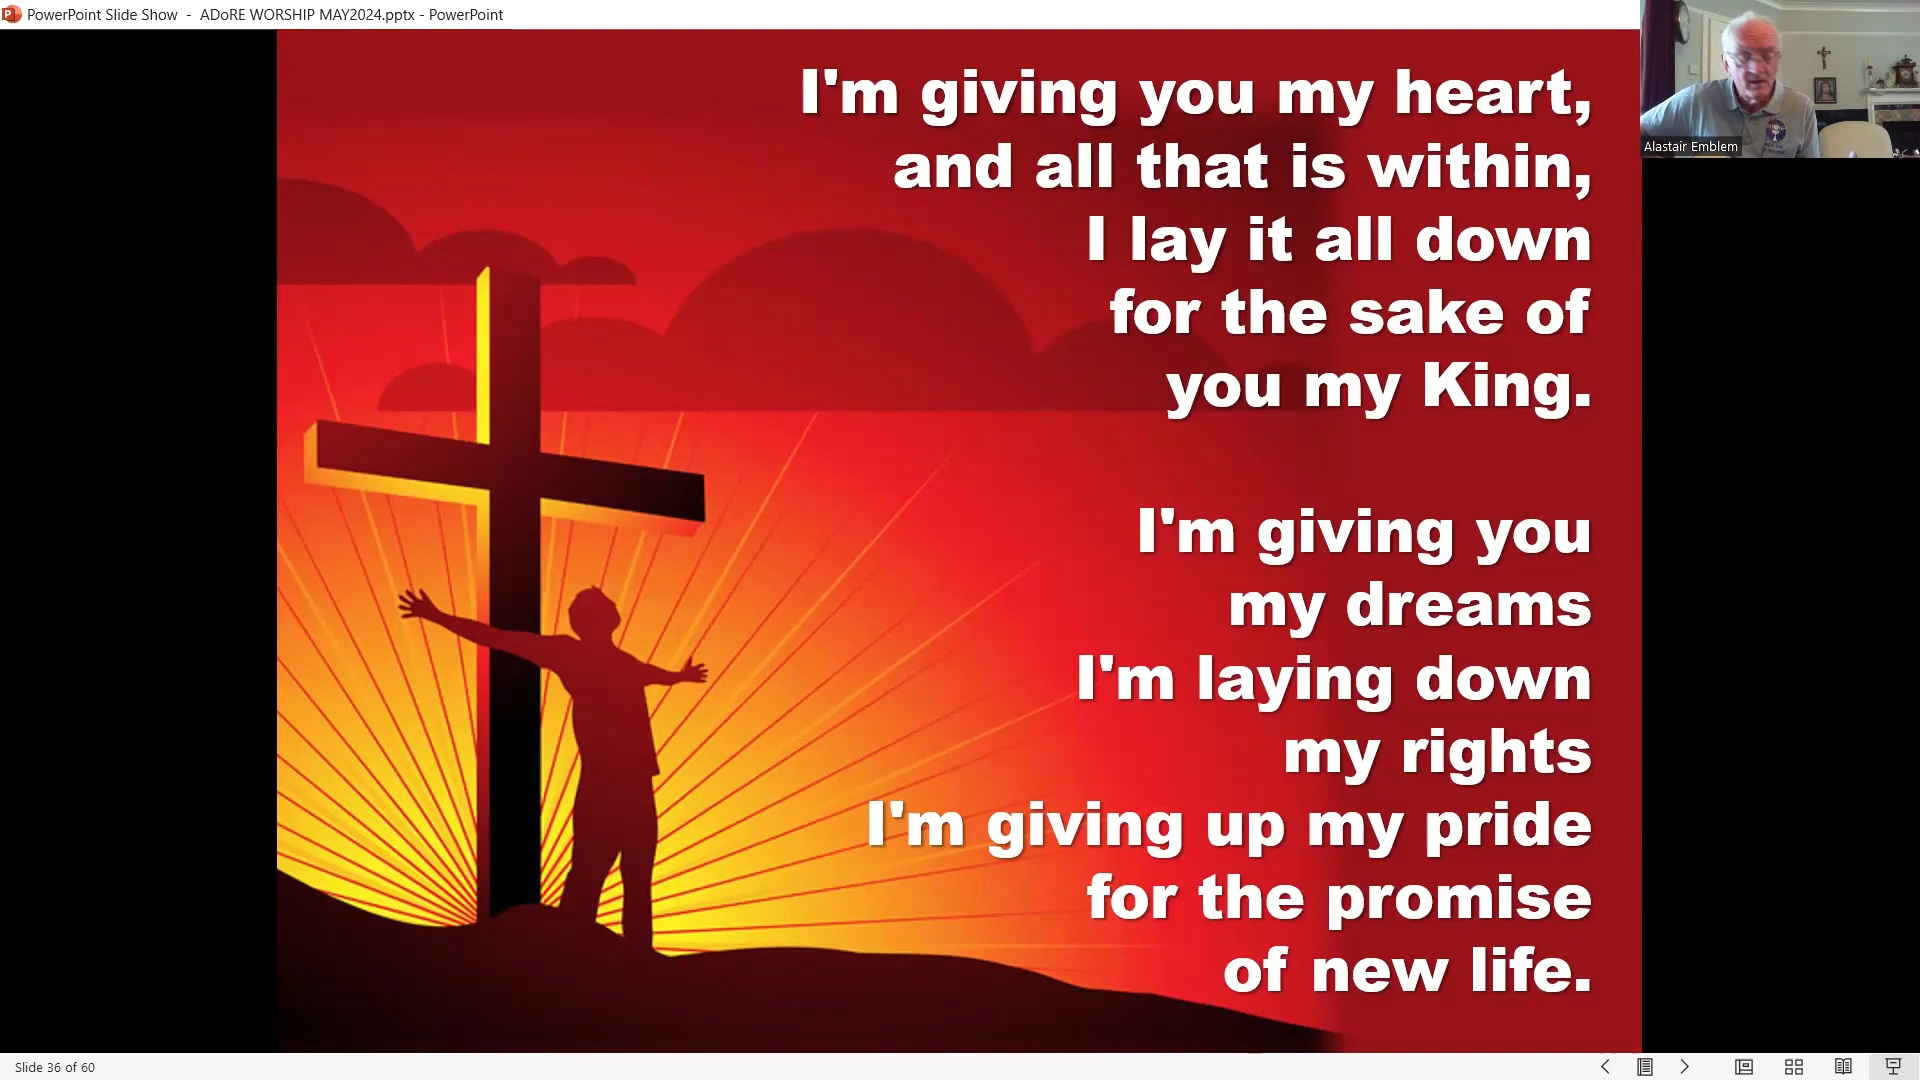 PowerPoint Slide Show - ADoRE WORSHIP MAY2024.pptx - PowerPoint
I'm giving you my heart,
and all that is within,
I lay it all down
for the sake of
you my King.
I'm giving you
my dreams
I'm laying down
my rights
I'm giving up my pride
for the promise
of new life.
Alastair Emblem
Slide 36 of 60